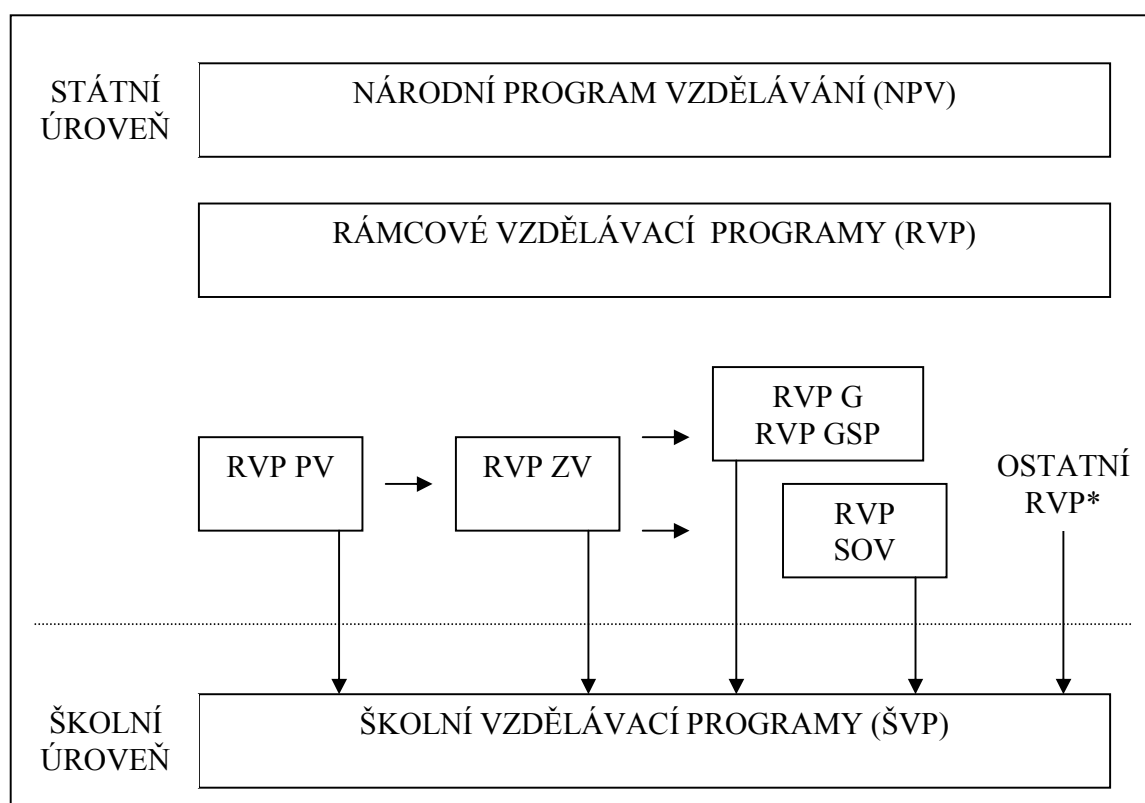 STÁTNÍ
ÚROVEŇ
NÁRODNÍ PROGRAM VZDĚLÁVÁNÍ (NPV)
RÁMCOVÉ VZDĚLÁVACÍ PROGRAMY (RVP)
RVP PV
RVP ZV
RVP G
RVP GSP
RVP
SOV
OSTATNÍ
RVP*
ŠKOLNÍ
ÚROVEŇ
ŠKOLNÍ VZDĚLÁVACÍ PROGRAMY (ŠVP)